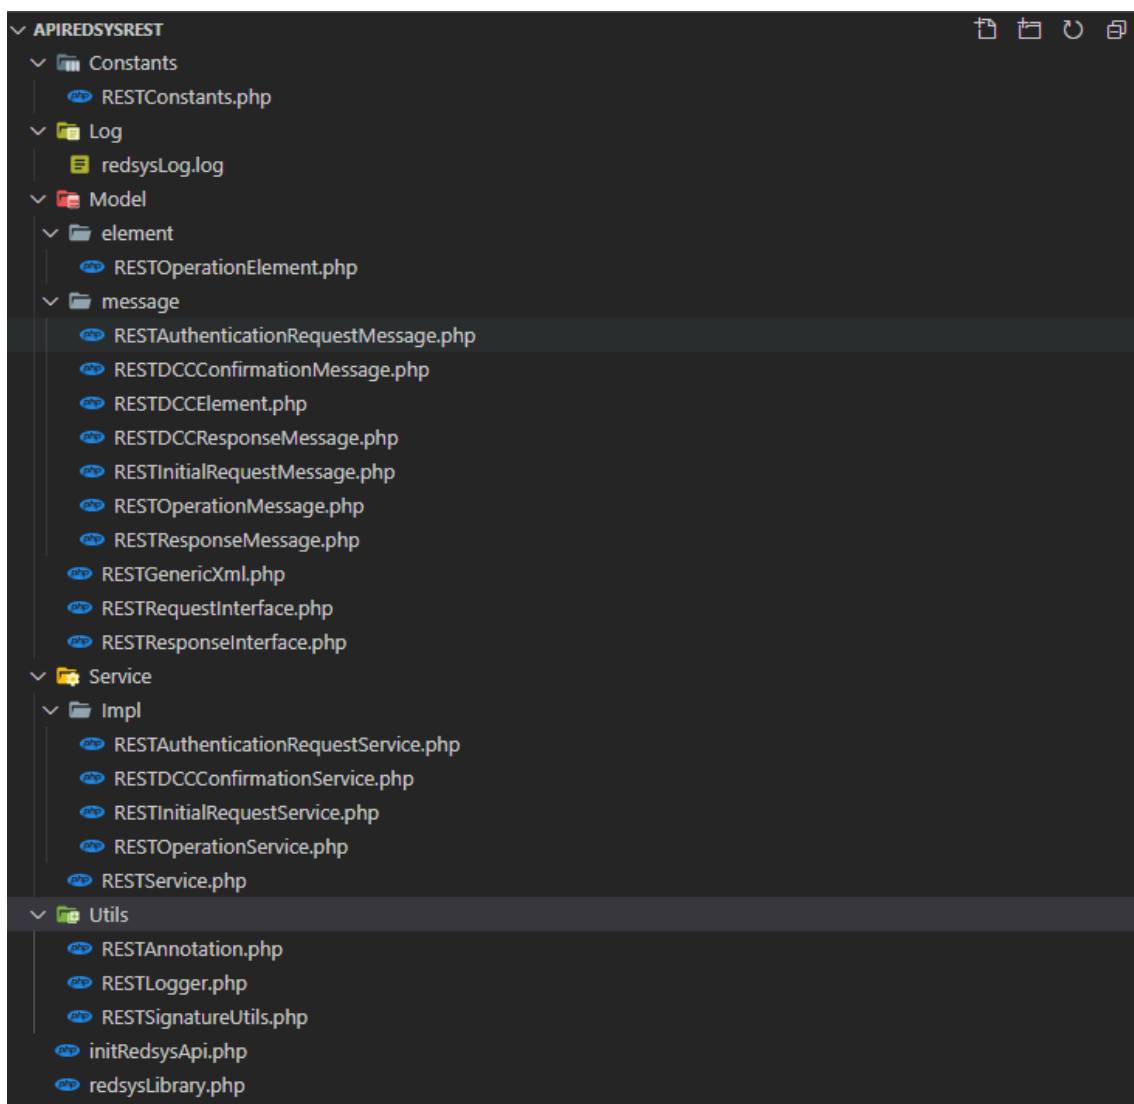 APIREDSYSREST
Constants
RESTConstants.php
Log
redsysLog.log
Model
element
RESTOperationElement.php
message
RESTAuthenticationRequestMessage.php
RESTDCCConfirmationMessage.php
RESTDCCElement.php
RESTDCCResponseMessage.php
RESTInitialRequestMessage.php
RESTOperationMessage.php
RESTResponseMessage.php
RESTGenericXml.php
RESTRequestInterface.php
RESTResponseInterface.php
Service
Impl
RESTAuthenticationRequestService.php
RESTDCCConfirmationService.php
RESTInitialRequestService.php
RESTOperationService.php
RESTService.php
Utils
RESTAnnotation.php
RESTLogger.php
RESTSignatureUtils.php
initRedsysApi.php
redsysLibrary.php